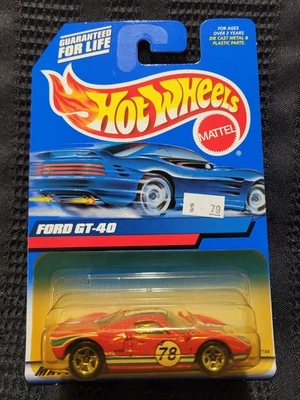 GUARANTEED
FOR LIFE
FOR AGES
OVER 3 YEARS.
DIE CAST METAL &
PLASTIC PARTS.
Hot Wheels
MATTEL
$ 79
FORD GT-40
78